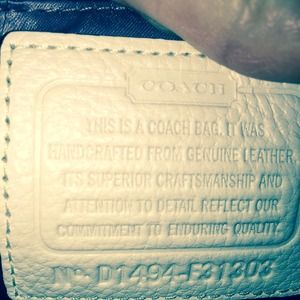 COACH
THIS IS A COACH BAG. IT WAS
HANDCRAFTED FROM GENUINE LEATHER.
ITS SUPERIOR CRAFTSMANSHIP AND
ATTENTION TO DETAIL REFLECT OUR
COMMITMENT TO ENDURING QUALITY.
No. D1494-F31303